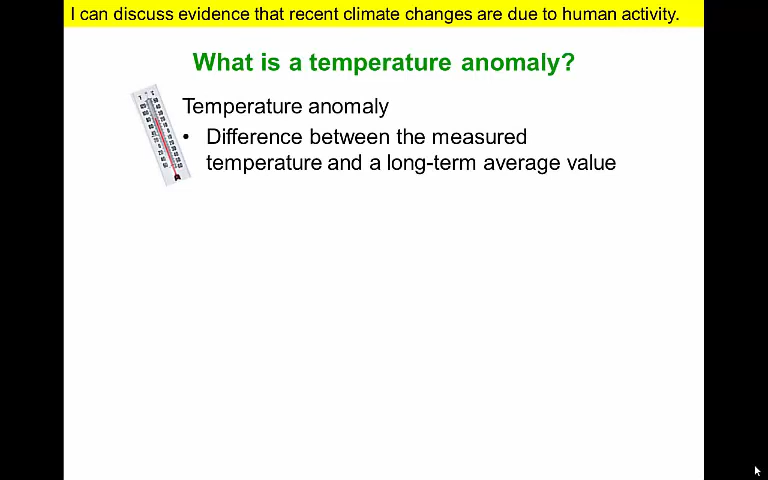 I can discuss evidence that recent climate changes are due to human activity.
What is a temperature anomaly?
Temperature anomaly
• Difference between the measured
temperature and a long-term average value